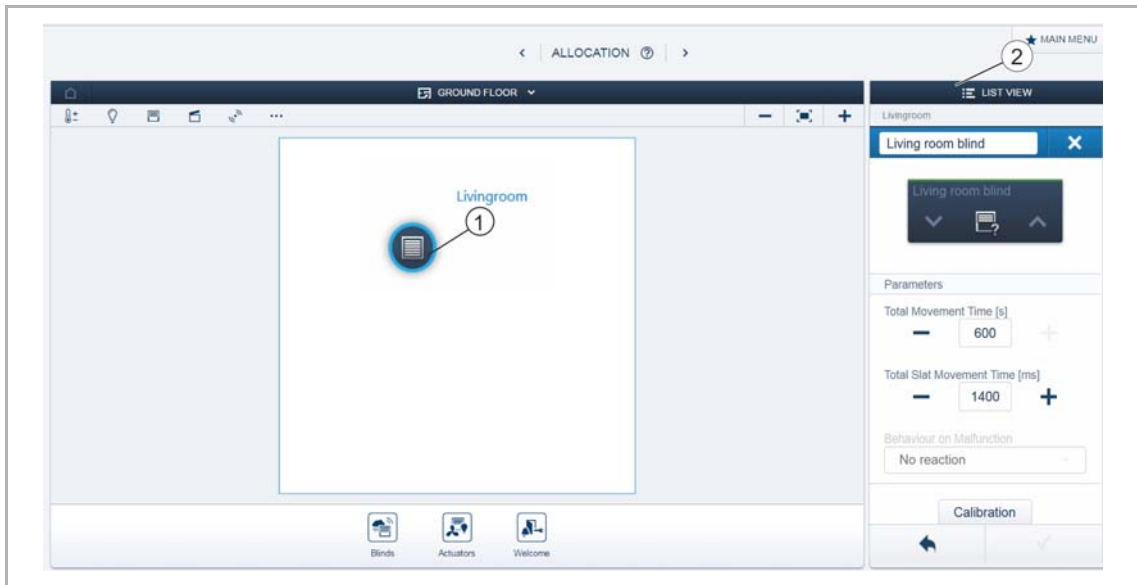 ALLOCATION ?
MAIN MENU
2
GROUND FLOOR
LIST VIEW
...
Livingroom
Living room blind
Livingroom
1
Living room blind
?
Parameters
Total Movement Time [s]
600
Total Slat Movement Time [ms]
1400
Behaviour on Malfunction
No reaction
Calibration
Blinds Actuators Welcome